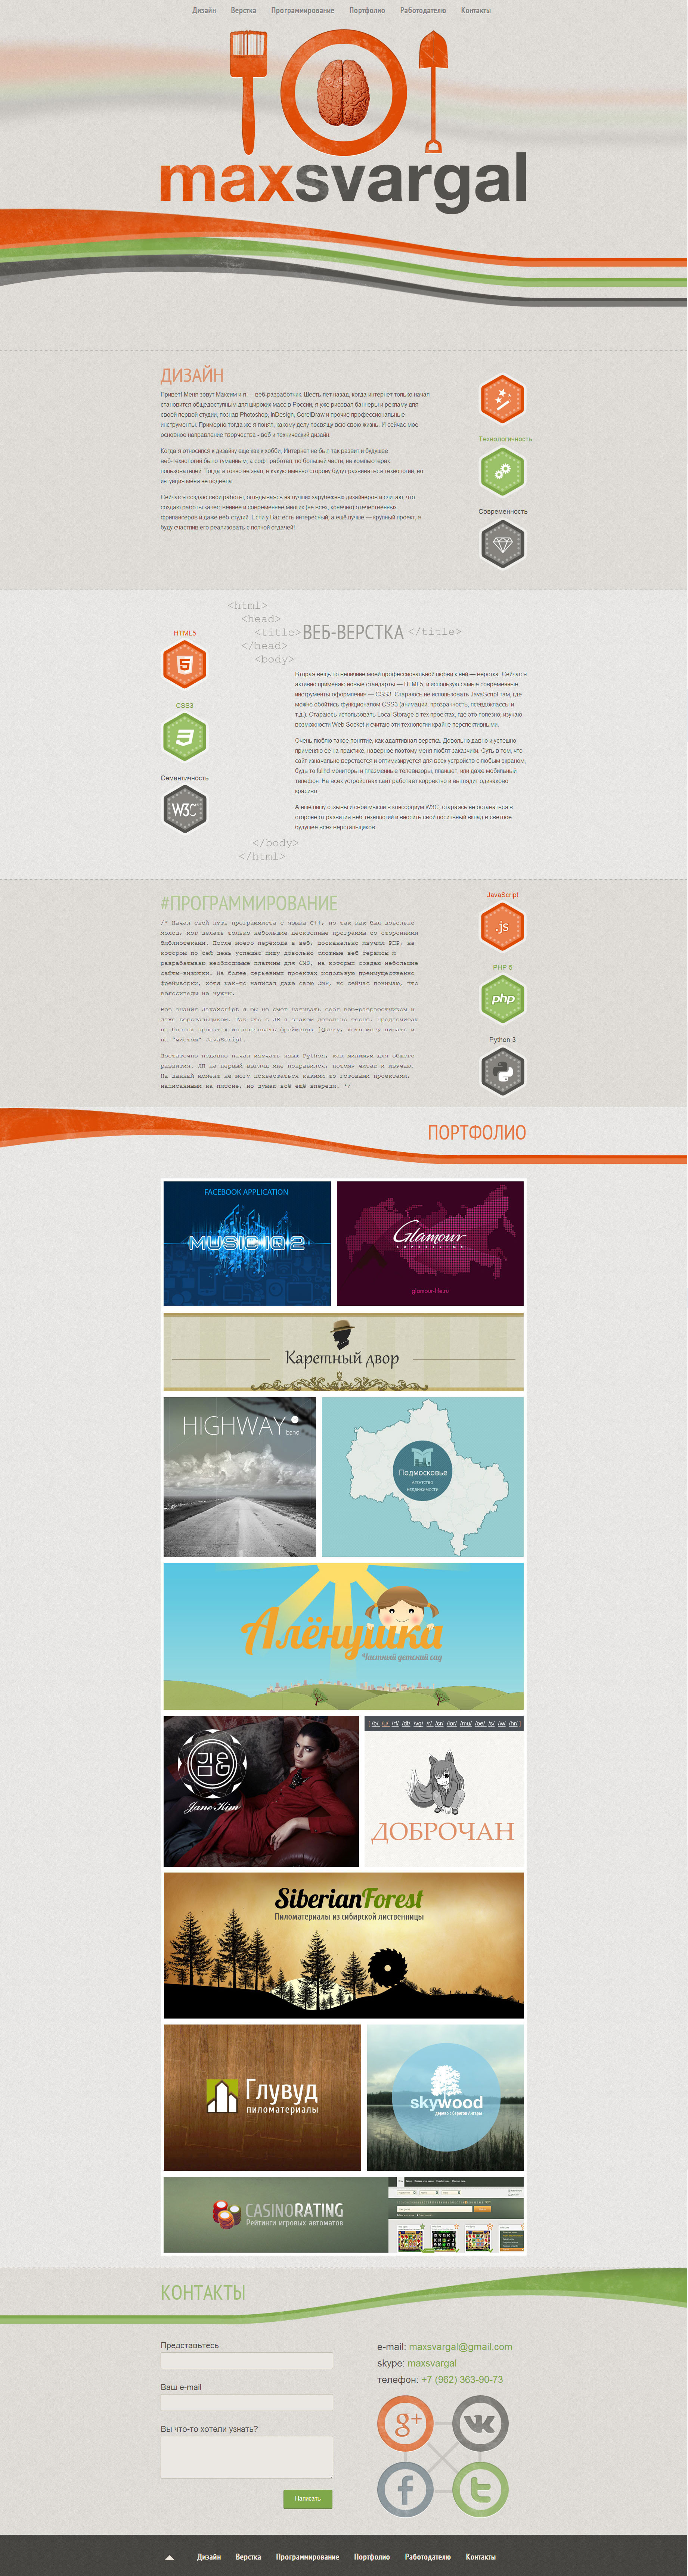 Дизайн Верстка Программирование Портфолио Работодателю Контакты
maxsvargal
ДИЗАЙН
Привет! Меня зовут Максим и я — веб-разработчик. Шесть лет назад, когда интернет только начал
становится общедоступным для широких масс в России, я уже рисовал баннеры и рекламу для
своей первой студии, познав Photoshop, InDesign, CorelDraw и прочие профессиональные
инструменты. Примерно тогда же я понял, какому делу посвящу всю свою жизнь. И сейчас мое
основное направление творчества - веб и технический дизайн.
Когда я относился к дизайну ещё как к хобби, Интернет не был так развит и будущее
веб-технологий было туманным, а софт работал, по большей части, на компьютерах
пользователей. Тогда я точно не знал, в какую именно сторону будут развиваться технологии, но
интуиция меня не подвела.
Сейчас я создаю свои работы, оглядываясь на лучших зарубежных дизайнеров и считаю, что
создаю работы качественнее и современнее многих (не всех, конечно) отечественных
фрилансеров и даже веб-студий. Если у Вас есть интересный, а ещё лучше — крупный проект, я
буду счастлив его реализовать с полной отдачей!
Технологичность
Современность
<html>
<head>
<title> ВЕБ-ВЕРСТКА </title>
</head>
<body>
HTML5
CSS3
Семантичность
W3C
Вторая вещь по величине моей профессиональной любви к ней — верстка. Сейчас я
активно применяю новые стандарты — HTML5, и использую самые современные
инструменты оформления — CSS3. Стараюсь не использовать JavaScript там, где
можно обойтись функционалом CSS3 (анимации, прозрачность, псевдоклассы и
т.д.). Стараюсь использовать Local Storage в тех проектах, где это полезно, изучаю
возможности Web Socket и считаю эти технологии крайне перспективными.
Очень люблю такое понятие, как адаптивная верстка. Довольно давно и успешно
применяю её на практике, наверное поэтому меня любят заказчики. Суть в том, что
сайт изначально верстается и оптимизируется для всех устройств с любым экраном,
будь то fullhd мониторы и плазменные телевизоры, планшет, или даже мобильный
телефон. На всех устройствах сайт работает корректно и выглядит одинаково
красиво.
А ещё пишу отзывы и свои мысли в консорциум W3C, стараясь не оставаться в
стороне от развития веб-технологий и вносить свой посильный вклад в светлое
будущее всех верстальщиков.
</body>
</html>
#ПРОГРАММИРОВАНИЕ
/* Начал свой путь программиста с языка C++, но так как был довольно
молод, мог делать только небольшие десктопные программы со сторонними
библиотеками. После моего перехода в веб, досканально изучил PHP, на
котором по сей день успешно пишу довольно сложные веб-сервисы и
разрабатываю необходимые плагины для CMS, на которых создаю небольшие
сайты-визитки. На более серьезных проектах использую преимущественно
фреймворки, хотя как-то написал даже свою CMF, но сейчас понимаю, что
велосипеды не нужны.
Без знания JavaScript я бы не смог называть себя веб-разработчиком и
даже верстальщиком. Так что с JS я знаком довольно тесно. Предпочитаю
на боевых проектах использовать фреймворк jQuery, хотя могу писать и
на "чистом" JavaScript.
Достаточно недавно начал изучать язык Python, как минимум для общего
развития. ЯП на первый взгляд мне понравился, потому читаю и изучаю.
На данный момент не могу похвастаться какими-то готовыми проектами,
написанными на питоне, но думаю всё ещё впереди. */
JavaScript
.js
PHP 5
php
Python 3
ПОРТФОЛИО
FACEBOOK APPLICATION
MUSIC IQ 2
Glamour
glamour-life.ru
Каретный двор
HIGHWAY
band
Подмосковье
агентство
недвижимости
Алёнушка
Частный детский сад
Jane Kim
ДОБРОЧАН
SiberianForest
Пиломатериалы из сибирской лиственницы
Глувуд
пиломатериалы
skywood
CASINORATING
Рейтинги игровых автоматов
КОНТАКТЫ
Представьтесь
Ваш e-mail
Вы что-то хотели узнать?
Написать
e-mail: maxsvargal@gmail.com
skype: maxsvargal
телефон: +7 (962) 363-90-73
g+
f
t
Дизайн Верстка Программирование Портфолио Работодателю Контакты